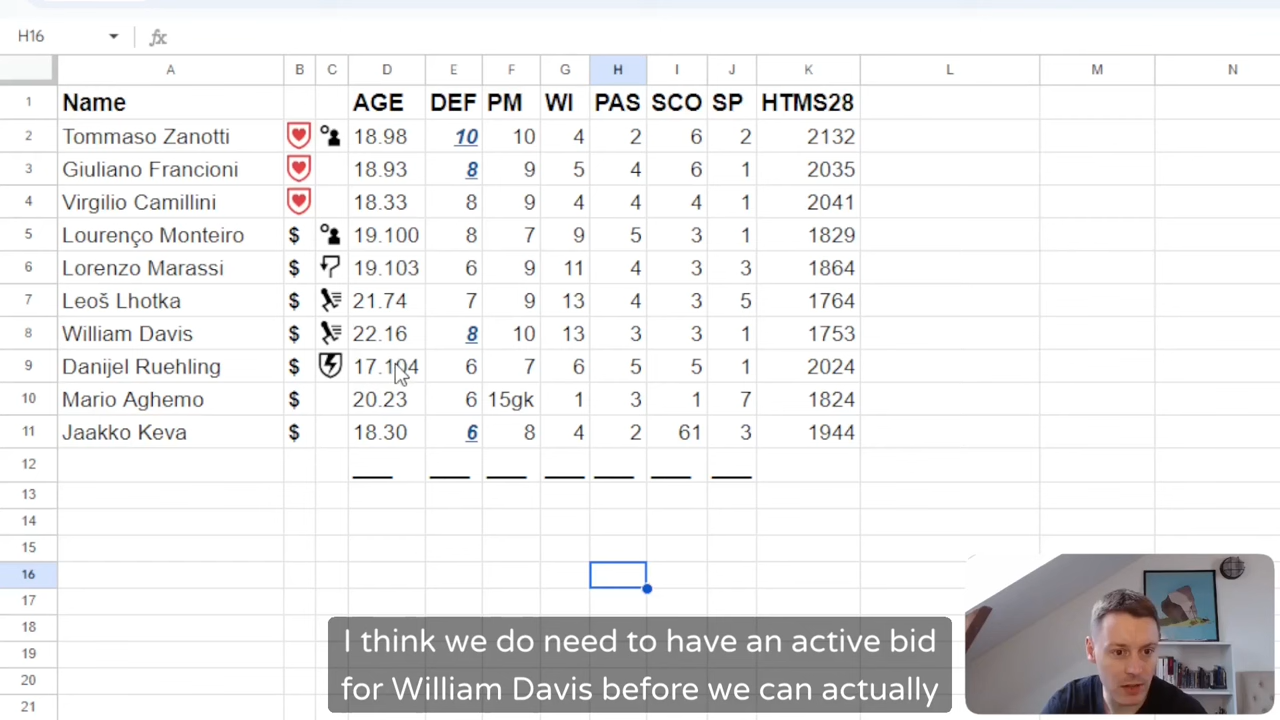 H16 fx
A B C D E F G H I J K L M N
1 Name AGE DEF PM WI PAS SCO SP HTMS28
2 Tommaso Zanotti 18.98 10 10 4 2 6 2 2132
3 Giuliano Francioni 18.93 8 9 5 4 6 1 2035
4 Virgilio Camillini 18.33 8 9 4 4 4 1 2041
5 Lourenço Monteiro $ 19.100 8 7 9 5 3 1 1829
6 Lorenzo Marassi $ 19.103 6 9 11 4 3 3 1864
7 Leoš Lhotka $ 21.74 7 9 13 4 3 5 1764
8 William Davis $ 22.16 8 10 13 3 3 1 1753
9 Danijel Ruehling $ 17.104 6 7 6 5 5 1 2024
10 Mario Aghemo $ 20.23 6 15gk 1 3 1 7 1824
11 Jaakko Keva $ 18.30 6 8 4 2 61 3 1944
12
13
14
15
16
17
18
19
20
21
I think we do need to have an active bid
for William Davis before we can actually